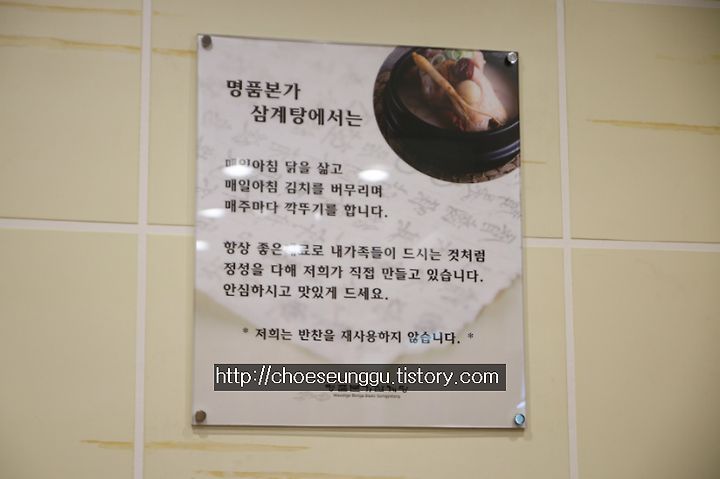 명품본가
삼계탕에서는
매일아침 닭을 삶고
매일아침 김치를 버무리며
매주마다 깍뚜기를 합니다.
항상 좋은재료로 내가족들이 드시는 것처럼
정성을 다해 저희가 직접 만들고 있습니다.
안심하시고 맛있게 드세요.
* 저희는 반찬을 재사용하지 않습니다. *
http://choeseunggu.tistory.com